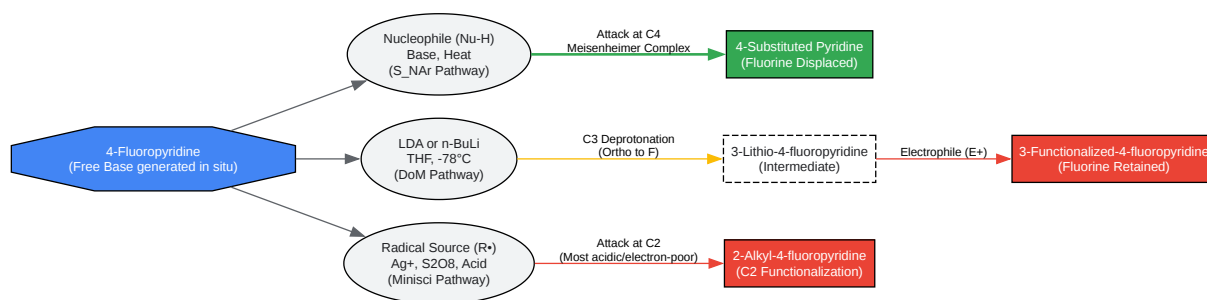 Nucleophile (Nu-H)
Base, Heat
(S_NAr Pathway)
Attack at C4
Meisenheimer Complex
4-Substituted Pyridine
(Fluorine Displaced)
4-Fluoropyridine
(Free Base generated in situ)
LDA or n-BuLi
THF, -78°C
(DoM Pathway)
C3 Deprotonation
(Ortho to F)
3-Lithio-4-fluoropyridine
(Intermediate)
Electrophile (E+)
3-Functionalized-4-fluoropyridine
(Fluorine Retained)
Radical Source (R•)
Ag+, S2O8, Acid
(Minisci Pathway)
Attack at C2
(Most acidic/electron-poor)
2-Alkyl-4-fluoropyridine
(C2 Functionalization)